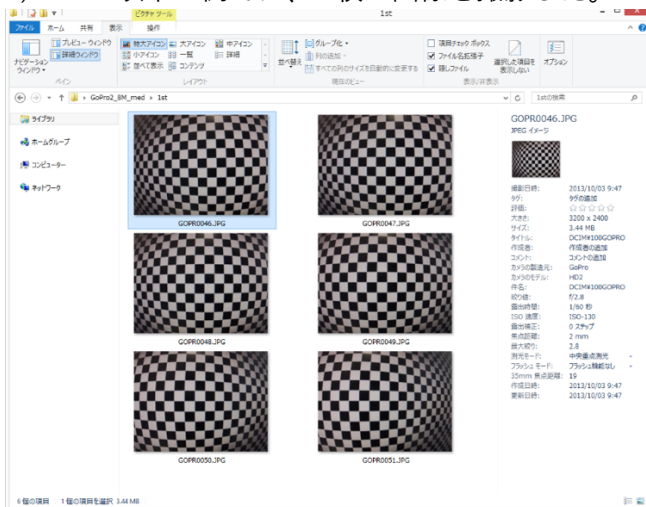 ピクチャ ツール
1st
ファイル ホーム 共有 表示 操作
ナビゲーション ウィンドウ
プレビュー ウィンドウ
詳細ウィンドウ
ペイン
特大アイコン 大アイコン 中アイコン
小アイコン 一覧 詳細
並べて表示 コンテンツ
レイアウト
並べ替え
グループ化
列の追加
すべての列のサイズを自動的に変更する
現在のビュー
項目チェック ボックス
ファイル名拡張子
隠しファイル
選択した項目を表示しない
オプション
表示/非表示
GoPro2_8M_med 1st
1stの検索
ライブラリ
ホームグループ
コンピューター
ネットワーク
GOPR0046.JPG
GOPR0047.JPG
GOPR0048.JPG
GOPR0049.JPG
GOPR0050.JPG
GOPR0051.JPG
GOPR0046.JPG
JPEG イメージ
撮影日時: 2013/10/03 9:47
タグ: タグの追加
評価: ☆☆☆☆☆
大きさ: 3200 x 2400
サイズ: 3.44 MB
タイトル: DCIM¥100GOPRO
作成者: 作成者の追加
コメント: コメントの追加
カメラの製造元: GoPro
カメラのモデル: HD2
件名: DCIM¥100GOPRO
絞り値: f/2.8
露出時間: 1/60 秒
ISO 速度: ISO-130
露出補正: 0 ステップ
焦点距離: 2 mm
最大絞り: 2.8
測光モード: 中央重点測光
フラッシュ モード: フラッシュ機能なし
35mm 焦点距離: 19
作成日時: 2013/10/03 9:47
更新日時: 2013/10/03 9:47
6 個の項目 1 個の項目を選択 3.44 MB